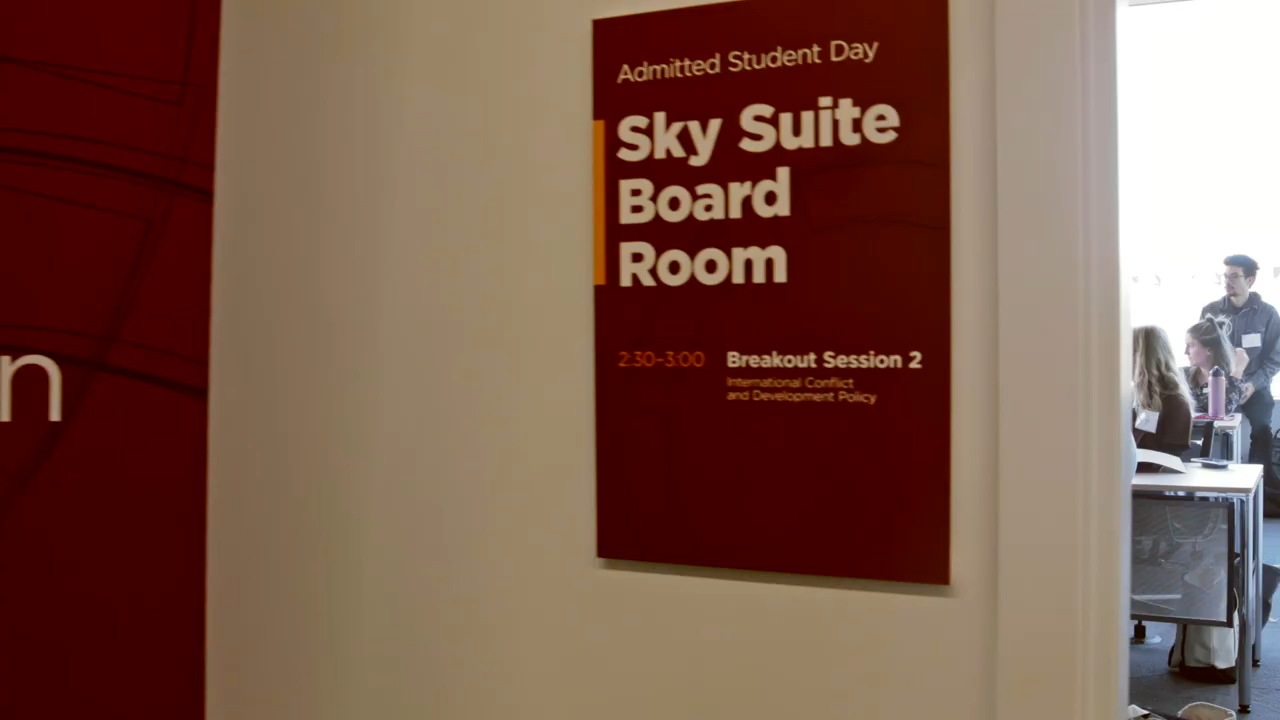 Admitted Student Day
Sky Suite
Board
Room
2:30–3:00 Breakout Session 2
International Conflict
and Development Policy
n